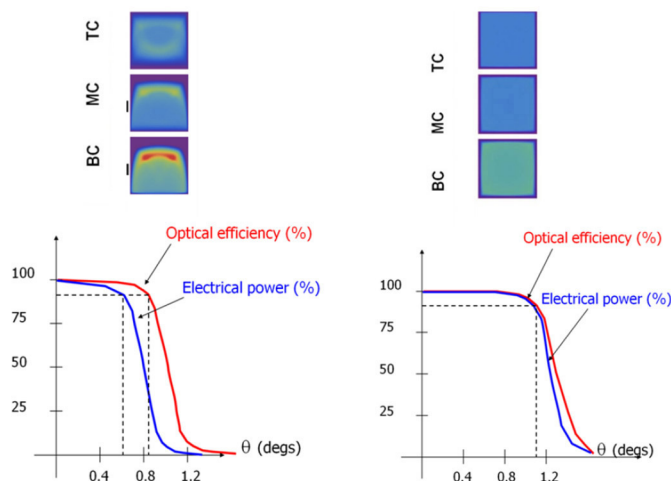 TC
MC
BC
Optical efficiency (%)
Electrical power (%)
100
75
50
25
θ (degs)
0.4
0.8
1.2
TC
MC
BC
Optical efficiency (%)
Electrical power (%)
100
75
50
25
θ (degs)
0.4
0.8
1.2